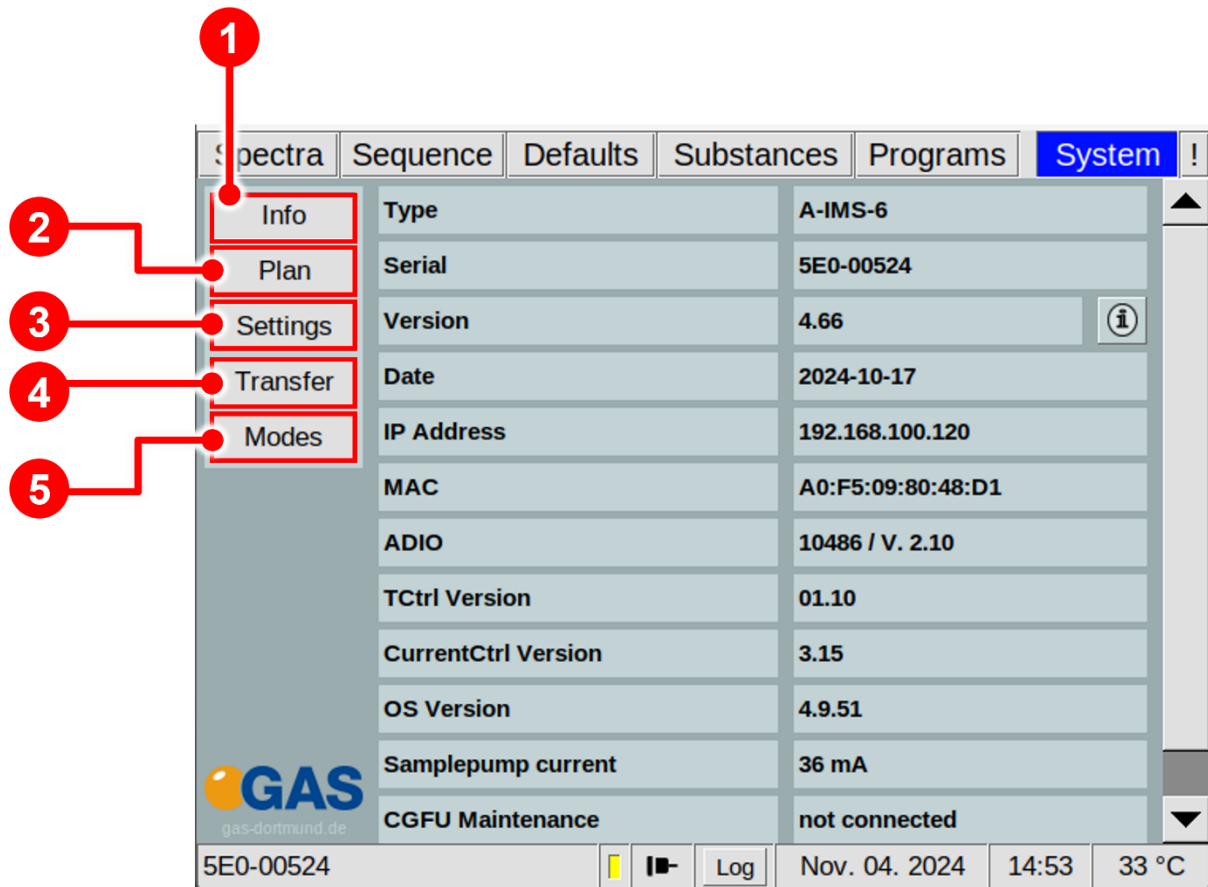 1
Spectra Sequence Defaults Substances Programs System !
Info Type A-IMS-6
2
Plan Serial 5E0-00524
3
Settings Version 4.66 i
4
Transfer Date 2024-10-17
Modes IP Address 192.168.100.120
5
MAC A0:F5:09:80:48:D1
ADIO 10486 / V. 2.10
TCtrl Version 01.10
CurrentCtrl Version 3.15
OS Version 4.9.51
Samplepump current 36 mA
GAS
gas-dortmund.de
CGFU Maintenance not connected
5E0-00524 Log Nov. 04. 2024 14:53 33 °C